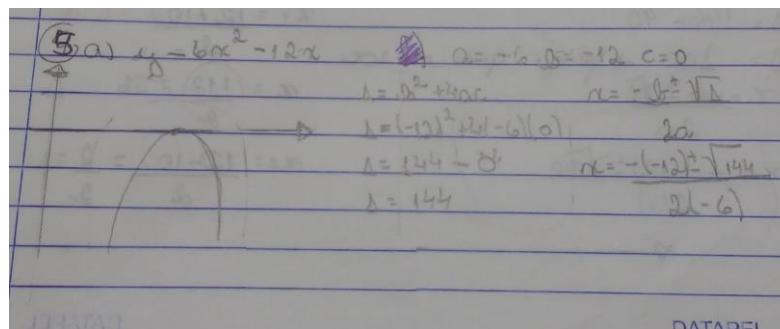 5 a) y - 6x² - 12x a = -6 b = -12 c = 0
Δ = b² + 4ac x = -b ± √Δ
2a
Δ = (-12)² + 4(-6)(0)
Δ = 144 - 0 x = -(-12) ± √144
2(-6)
Δ = 144